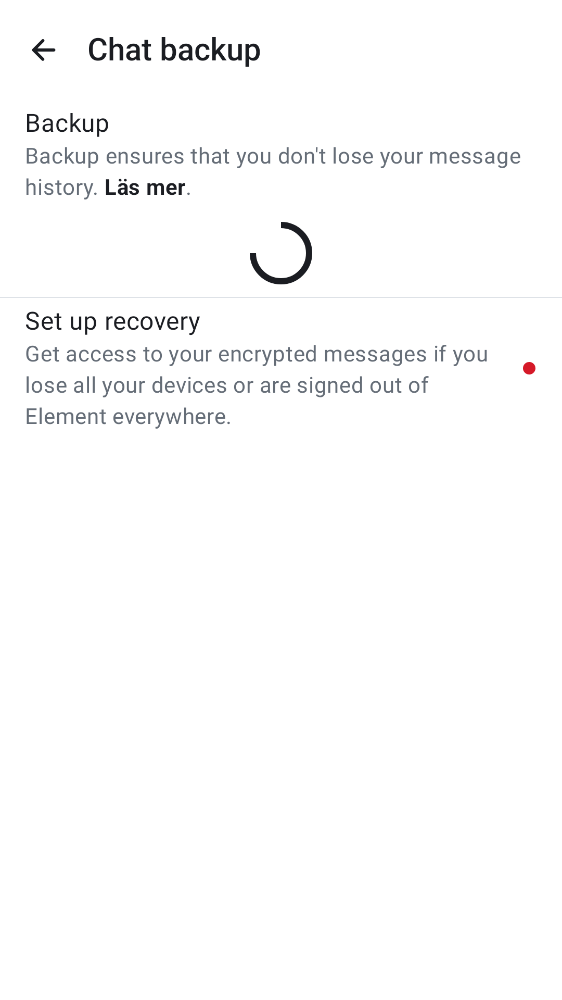 Chat backup
Backup
Backup ensures that you don't lose your message
history. Läs mer.
Set up recovery
Get access to your encrypted messages if you
lose all your devices or are signed out of
Element everywhere.